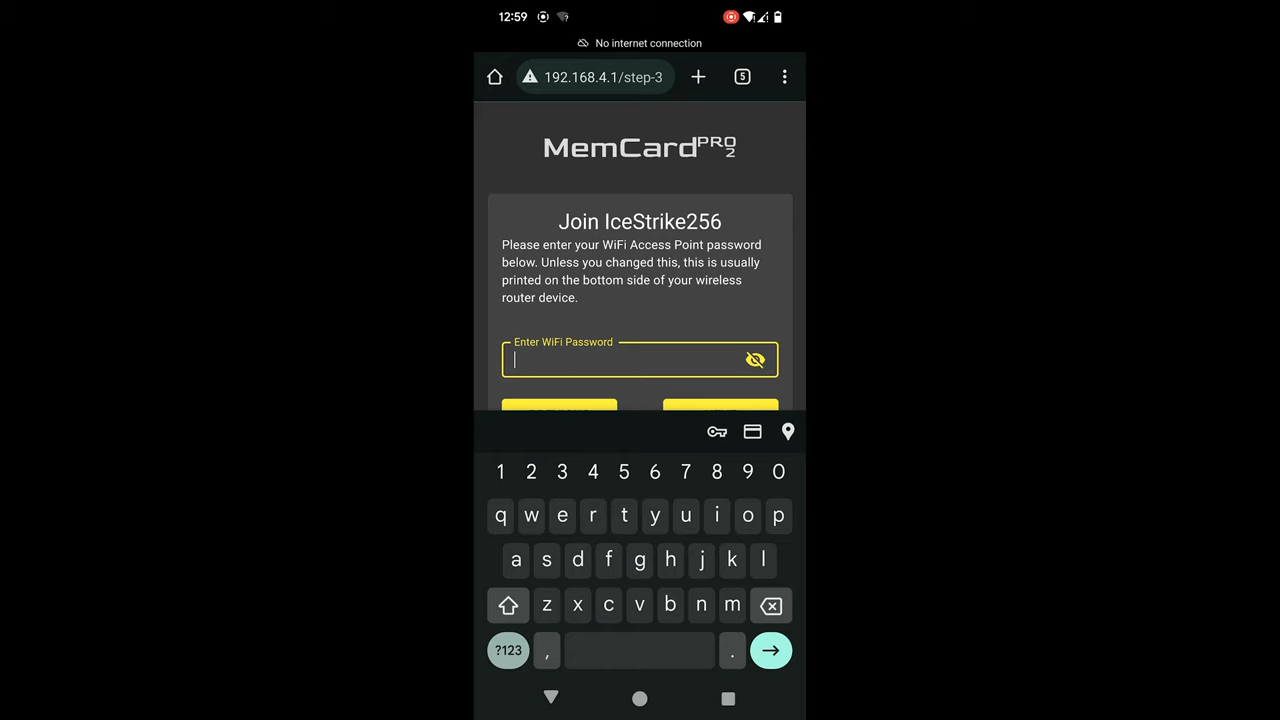 12:59
No internet connection
192.168.4.1/step-3
5
MemCard PRO 2
Join IceStrike256
Please enter your WiFi Access Point password
below. Unless you changed this, this is usually
printed on the bottom side of your wireless
router device.
Enter WiFi Password
1 2 3 4 5 6 7 8 9 0
q w e r t y u i o p
a s d f g h j k l
z x c v b n m
?123 , .